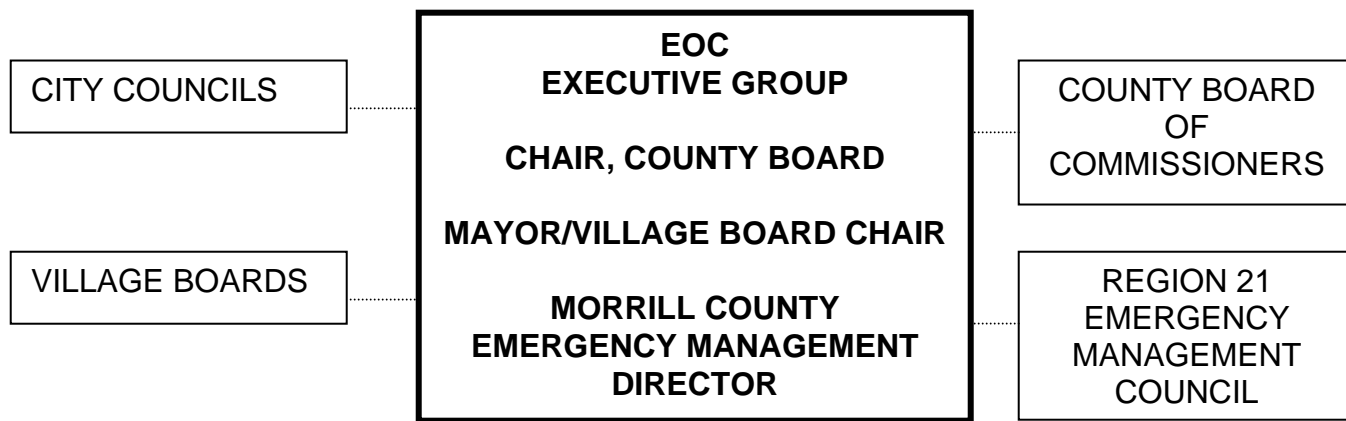 CITY COUNCILS
VILLAGE BOARDS
EOC
EXECUTIVE GROUP
CHAIR, COUNTY BOARD
MAYOR/VILLAGE BOARD CHAIR
MORRILL COUNTY
EMERGENCY MANAGEMENT
DIRECTOR
COUNTY BOARD
OF
COMMISSIONERS
REGION 21
EMERGENCY
MANAGEMENT
COUNCIL